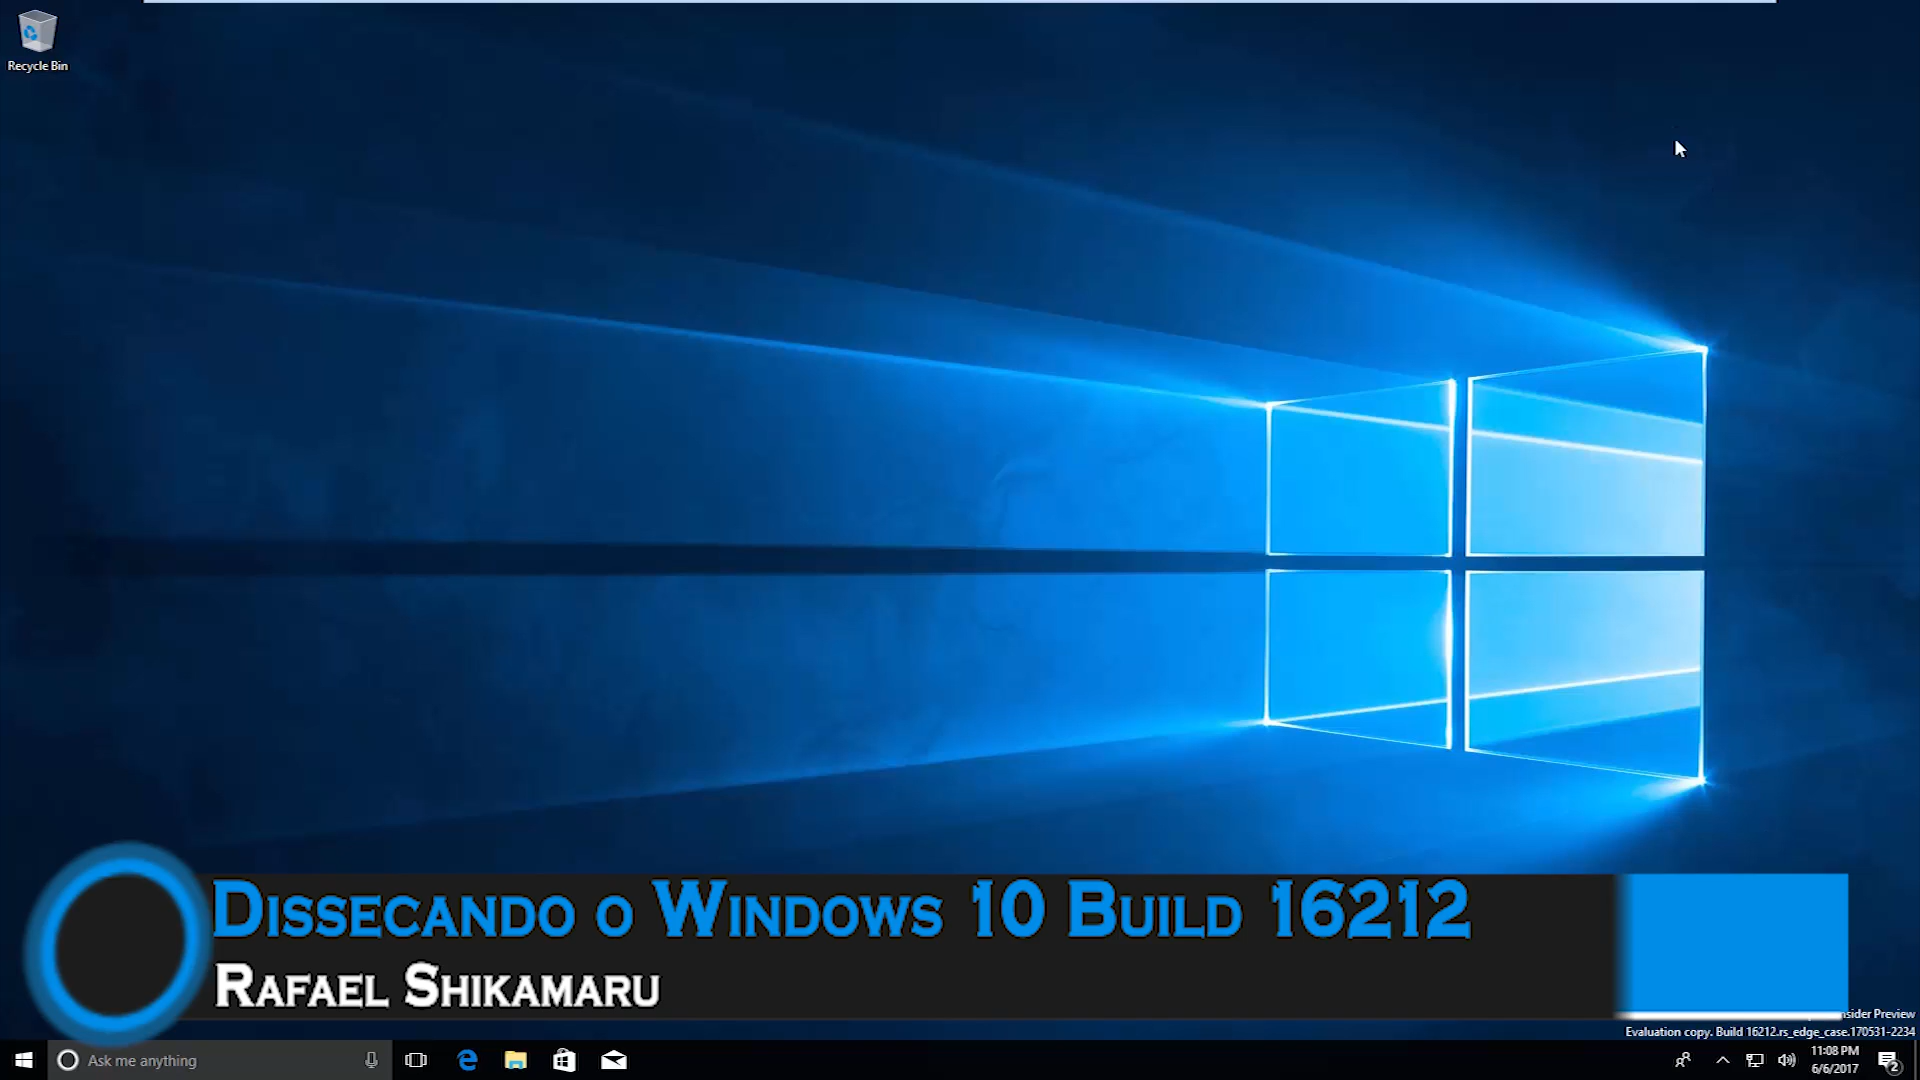 Recycle Bin
Dissecando o Windows 10 Build 16212
Rafael Shikamaru
Preview
Evaluation copy. Build 16212.rs_edge_case.170531-2234
Ask me anything
11:08 PM
6/6/2017
2